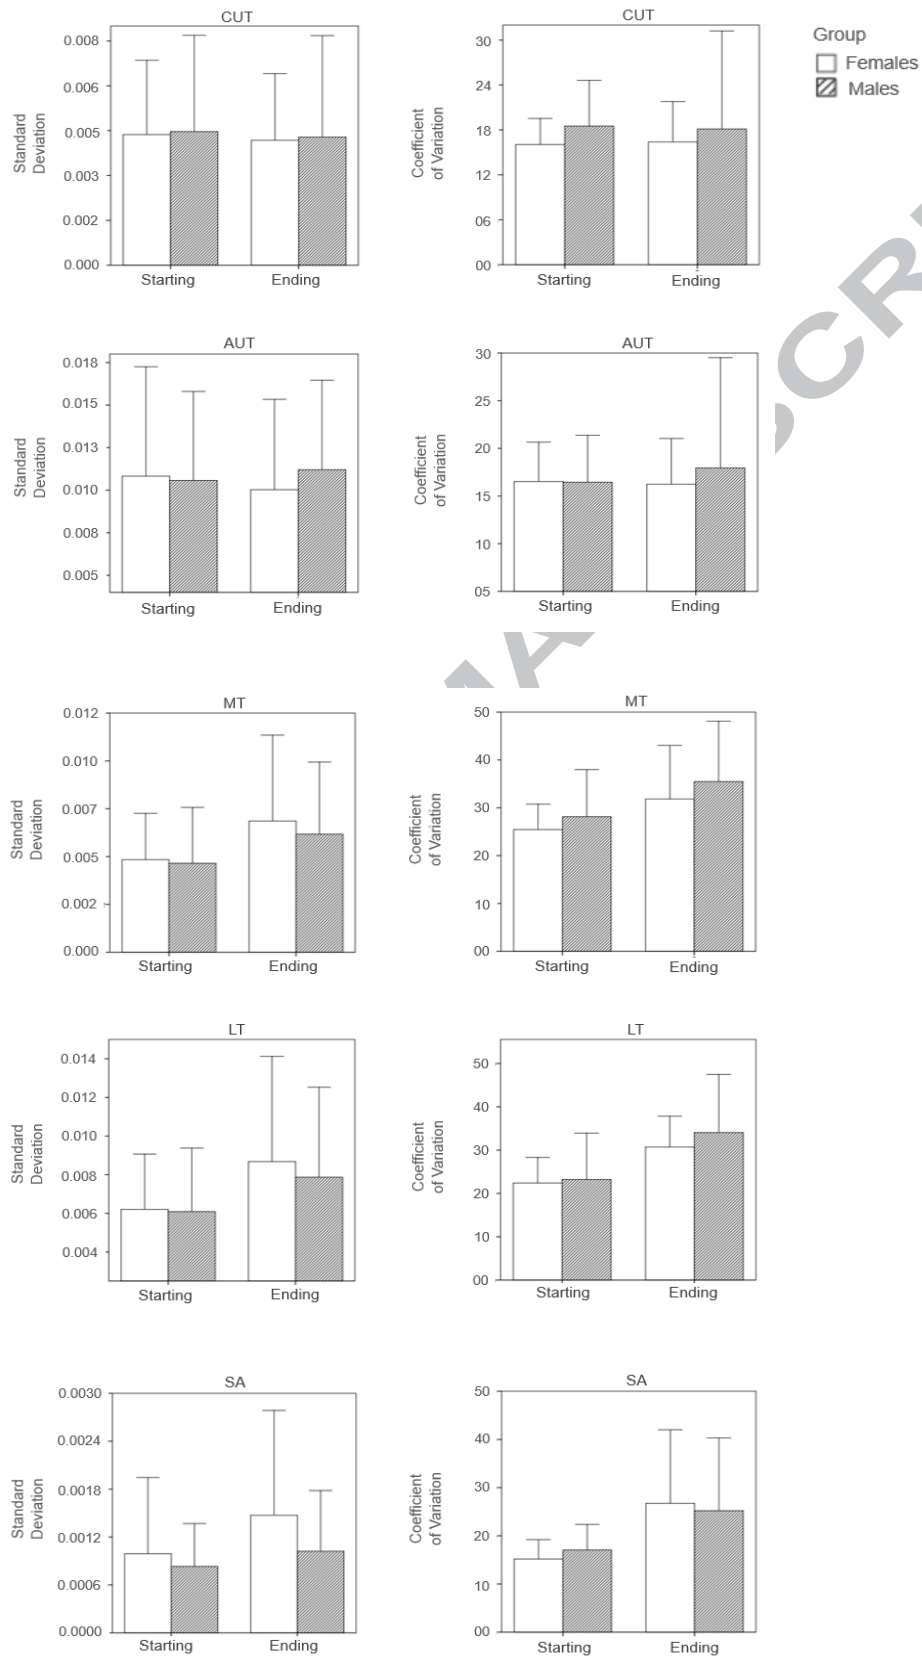 CUT
0.008
0.006
0.005
0.003
0.002
0.000
Standard
Deviation
Starting
Ending
CUT
30
24
18
12
06
00
Coefficient
of Variation
Starting
Ending
Group
Females
Males
AUT
0.018
0.015
0.013
0.010
0.008
0.005
Standard
Deviation
Starting
Ending
AUT
30
25
20
15
10
05
Coefficient
of Variation
Starting
Ending
MT
0.012
0.010
0.007
0.005
0.002
0.000
Standard
Deviation
Starting
Ending
MT
50
40
30
20
10
00
Coefficient
of Variation
Starting
Ending
LT
0.014
0.012
0.010
0.008
0.006
0.004
Standard
Deviation
Starting
Ending
LT
50
40
30
20
10
00
Coefficient
of Variation
Starting
Ending
SA
0.0030
0.0024
0.0018
0.0012
0.0006
0.0000
Standard
Deviation
Starting
Ending
SA
50
40
30
20
10
00
Coefficient
of Variation
Starting
Ending